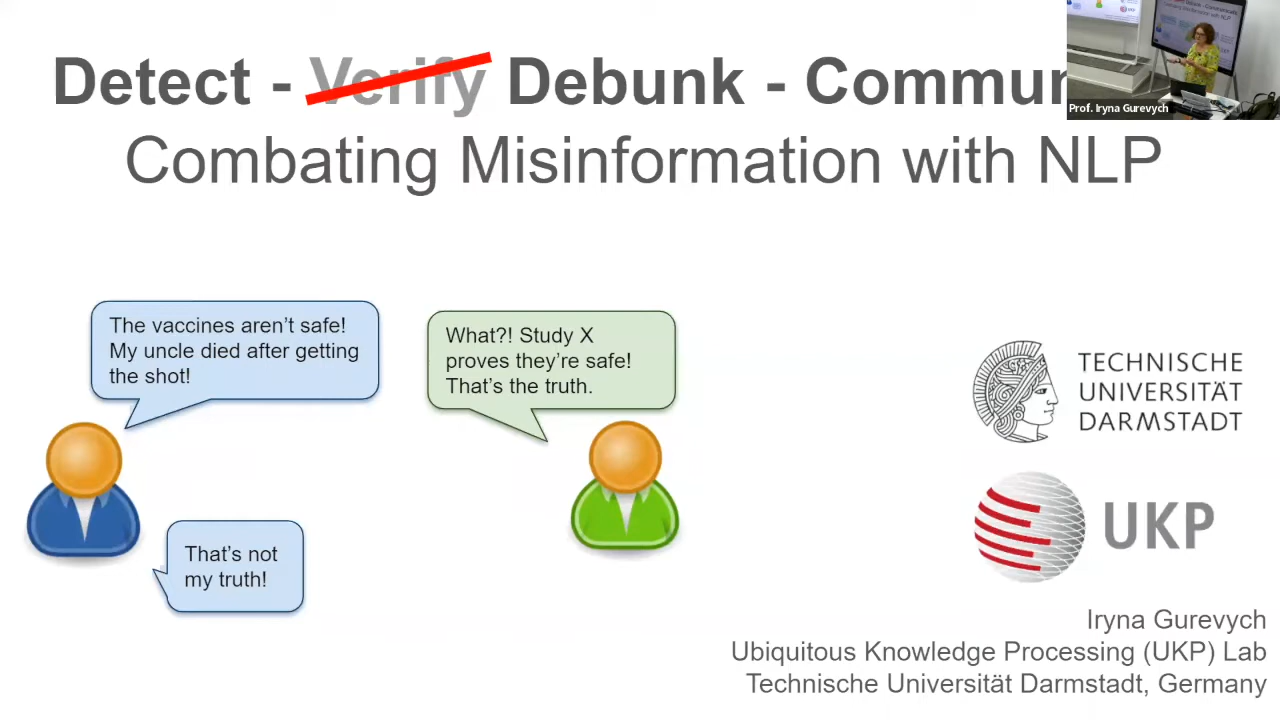 Detect - Verify Debunk - Commun
Combating Misinformation with NLP
Prof. Iryna Gurevych
The vaccines aren't safe!
My uncle died after getting
the shot!
What?! Study X
proves they're safe!
That's the truth.
That's not
my truth!
TECHNISCHE
UNIVERSITÄT
DARMSTADT
UKP
Iryna Gurevych
Ubiquitous Knowledge Processing (UKP) Lab
Technische Universität Darmstadt, Germany